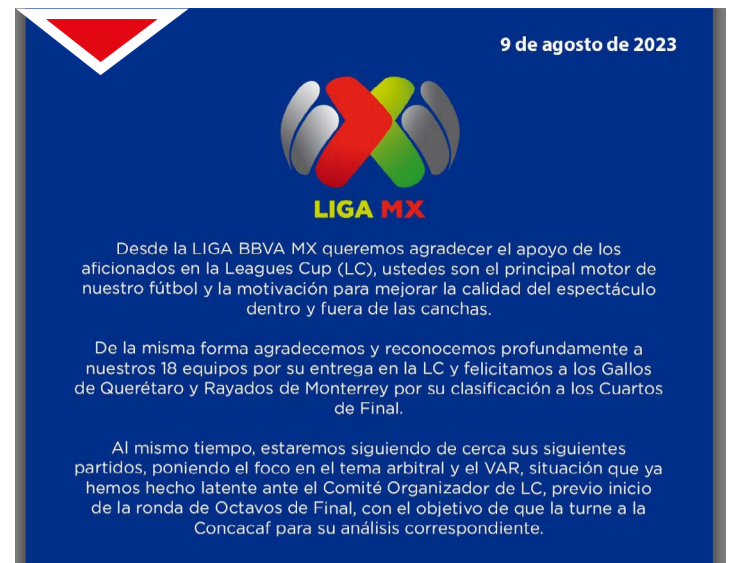 9 de agosto de 2023
LIGA MX
Desde la LIGA BBVA MX queremos agradecer el apoyo de los
aficionados en la Leagues Cup (LC), ustedes son el principal motor de
nuestro fútbol y la motivación para mejorar la calidad del espectáculo
dentro y fuera de las canchas.
De la misma forma agradecemos y reconocemos profundamente a
nuestros 18 equipos por su entrega en la LC y felicitamos a los Gallos
de Querétaro y Rayados de Monterrey por su clasificación a los Cuartos
de Final.
Al mismo tiempo, estaremos siguiendo de cerca sus siguientes
partidos, poniendo el foco en el tema arbitral y el VAR, situación que ya
hemos hecho latente ante el Comité Organizador de LC, previo inicio
de la ronda de Octavos de Final, con el objetivo de que la turne a la
Concacaf para su análisis correspondiente.